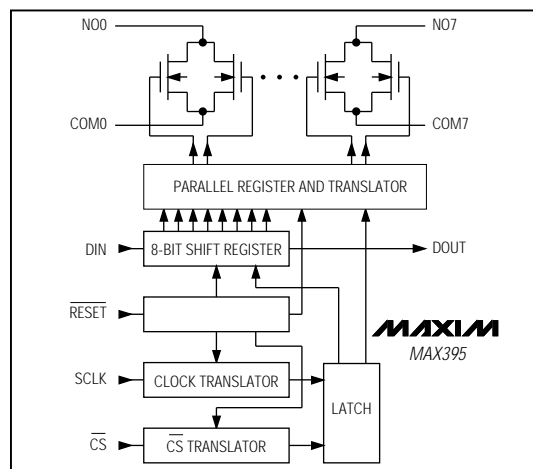 NO0
NO7
COM0
COM7
PARALLEL REGISTER AND TRANSLATOR
DIN
8-BIT SHIFT REGISTER
DOUT
RESET
MAXIM
MAX395
SCLK
CLOCK TRANSLATOR
LATCH
CS
CS TRANSLATOR